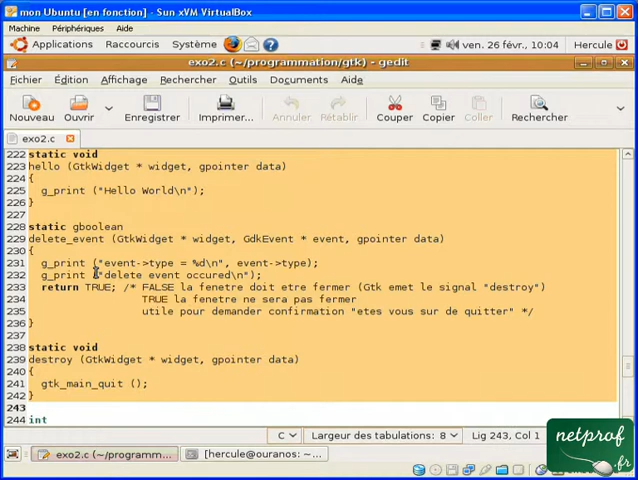 mon Ubuntu [en fonction] - Sun xVM VirtualBox
Machine Périphériques Aide
Applications Raccourcis Système ven. 26 févr., 10:04 Hercule
exo2.c (~/programmation/gtk) - gedit
Fichier Édition Affichage Rechercher Outils Documents Aide
Nouveau Ouvrir Enregistrer Imprimer... Annuler Rétablir Couper Copier Coller Rechercher
exo2.c
222 static void
223 hello (GtkWidget * widget, gpointer data)
224 {
225 g_print ("Hello World\n");
226 }
227
228 static gboolean
229 delete_event (GtkWidget * widget, GdkEvent * event, gpointer data)
230 {
231 g_print ("event->type = %d\n", event->type);
232 g_print ("delete event occured\n");
233 return TRUE; /* FALSE la fenetre doit etre fermer (Gtk emet le signal "destroy")
234 TRUE la fenetre ne sera pas fermer
235 utile pour demander confirmation "etes vous sur de quitter" */
236 }
237
238 static void
239 destroy (GtkWidget * widget, gpointer data)
240 {
241 gtk_main_quit ();
242 }
243
244 int
C Largeur des tabulations: 8 Lig 243, Col 1
exo2.c (~/programm... [hercule@ouranos: ~/...
netprof
.fr